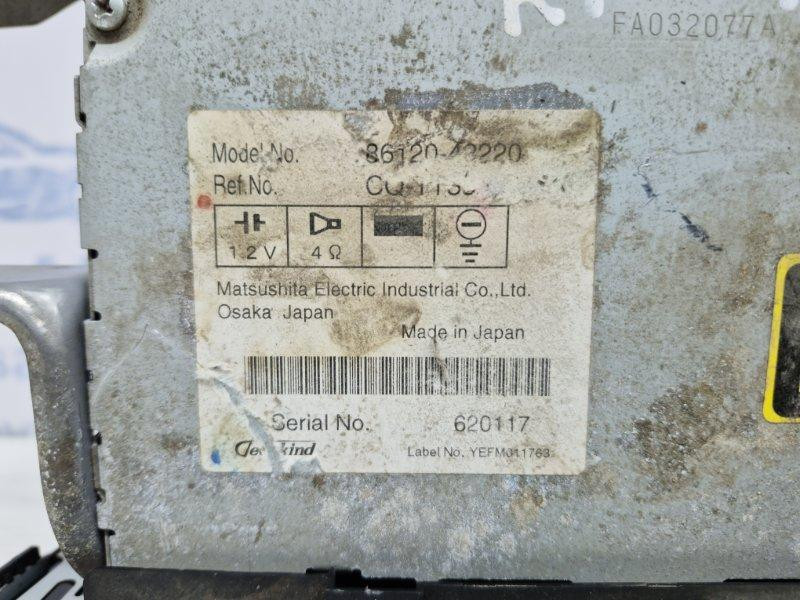 FA032077A
Model No. 86120-
Ref.No.
12V 4Ω
Matsushita Electric Industrial Co.,Ltd.
Osaka Japan
Made in Japan
Serial No. 620117
Label No. YEFM011763